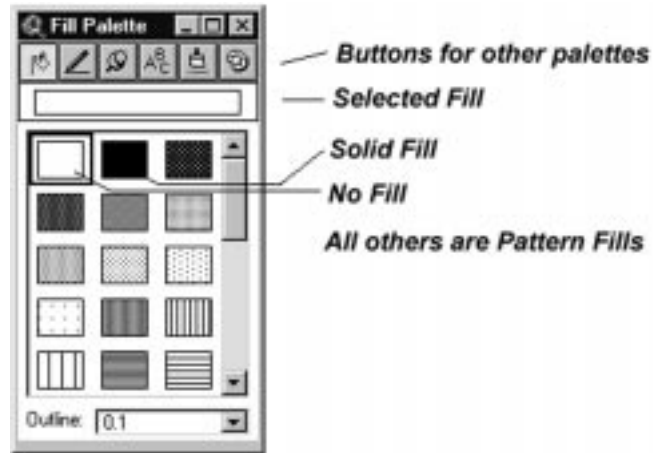 Fill Palette
Buttons for other palettes
ABC
Selected Fill
Solid Fill
No Fill
All others are Pattern Fills
Outline: 0.1